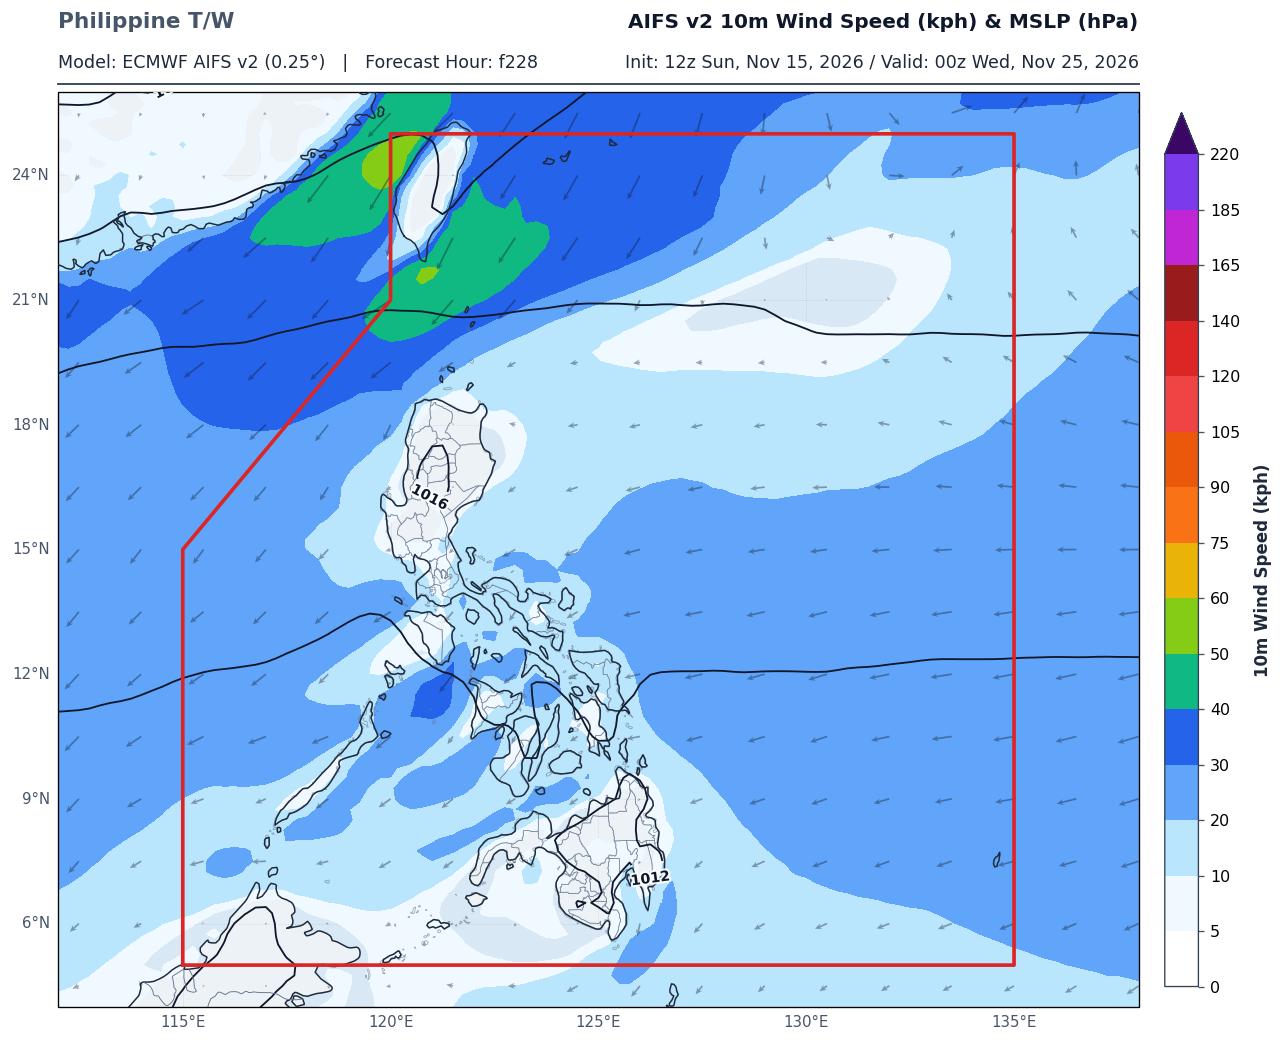 Philippine T/W
AIFS v2 10m Wind Speed (kph) & MSLP (hPa)
Model: ECMWF AIFS v2 (0.25°) | Forecast Hour: f228
Init: 12z Sun, Nov 15, 2026 / Valid: 00z Wed, Nov 25, 2026
24°N
21°N
18°N
15°N
12°N
9°N
6°N
115°E
120°E
125°E
130°E
135°E
1016
1012
220
185
165
140
120
105
90
75
60
50
40
30
20
10
5
0
10m Wind Speed (kph)